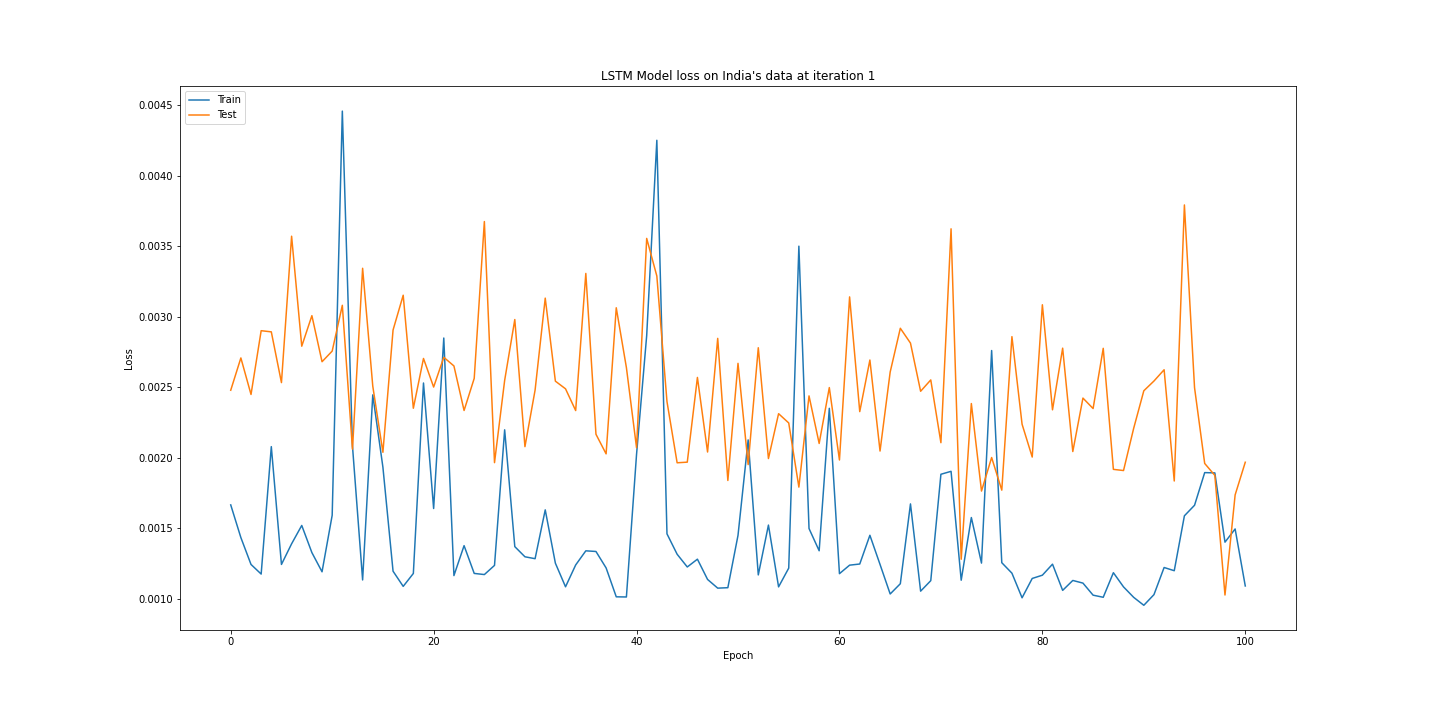 LSTM Model loss on India's data at iteration 1
Train
Test
0.0045
0.0040
0.0035
0.0030
0.0025
0.0020
0.0015
0.0010
Loss
0 20 40 60 80 100
Epoch